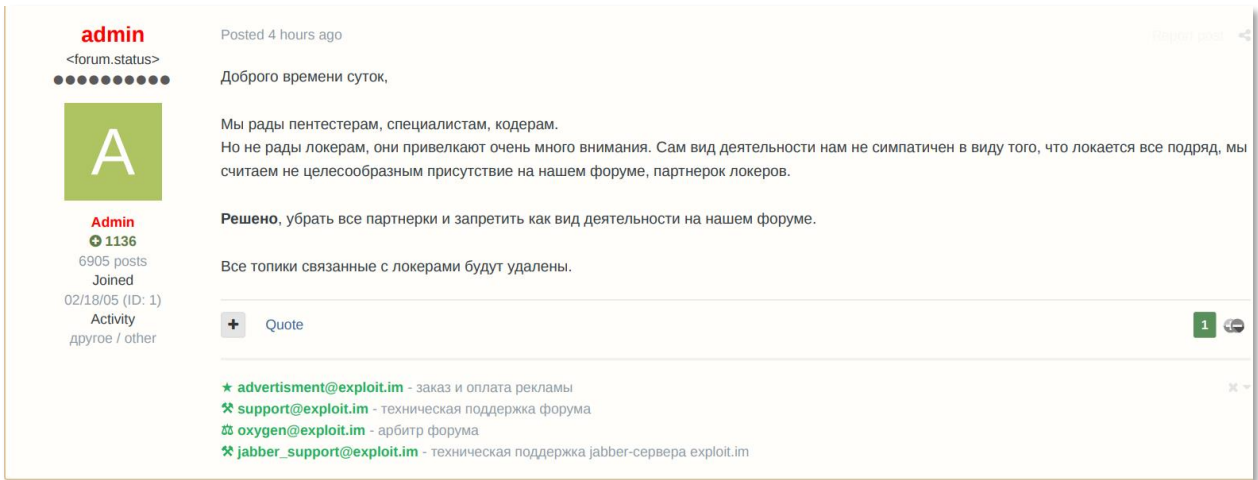 admin
<forum.status>
A
Admin
1136
6905 posts
Joined
02/18/05 (ID: 1)
Activity
другое / other
Posted 4 hours ago
Report post
Доброго времени суток,
Мы рады пентестерам, специалистам, кодерам.
Но не рады локерам, они привелкают очень много внимания. Сам вид деятельности нам не симпатичен в виду того, что локается все подряд, мы
считаем не целесообразным присутствие на нашем форуме, партнерок локеров.
Решено, убрать все партнерки и запретить как вид деятельности на нашем форуме.
Все топики связанные с локерами будут удалены.
+ Quote
1
★ advertisment@exploit.im - заказ и оплата рекламы
⚒ support@exploit.im - техническая поддержка форума
⚖ oxygen@exploit.im - арбитр форума
⚒ jabber_support@exploit.im - техническая поддержка jabber-сервера exploit.im